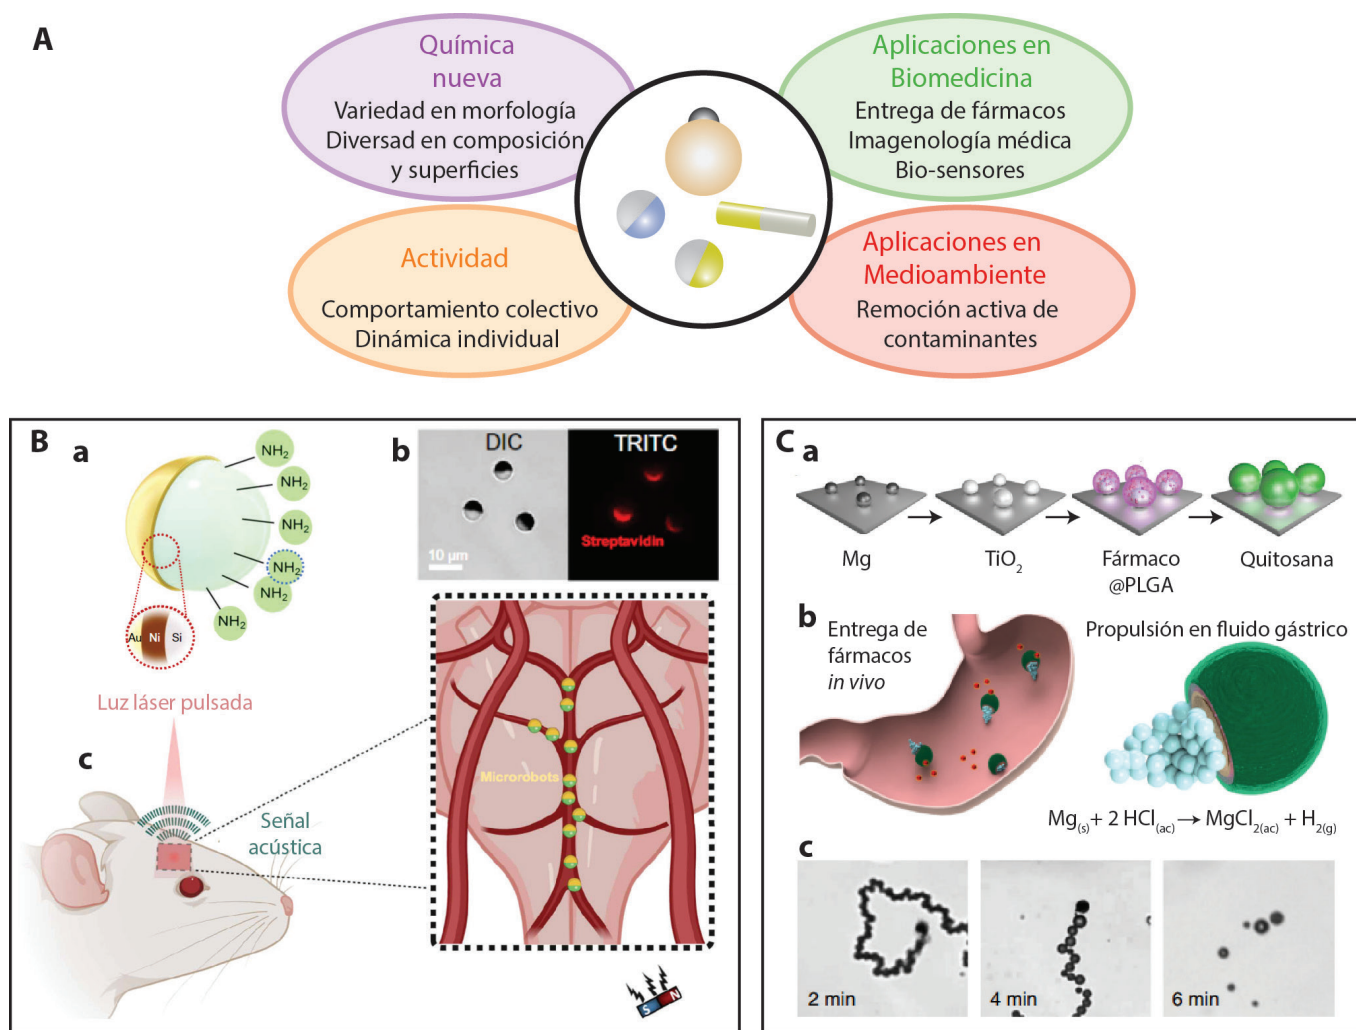 A
Química
nueva
Variedad en morfología
Diversad en composición
y superficies
Aplicaciones en
Biomedicina
Entrega de fármacos
Imagenología médica
Bio-sensores
Actividad
Comportamiento colectivo
Dinámica individual
Aplicaciones en
Medioambiente
Remoción activa de
contaminantes
B
a
NH2
NH2
NH2
NH2
NH2
NH2
Au Ni Si
b
DIC
TRITC
10 µm
Streptavidin
Luz láser pulsada
c
Señal
acústica
Microrobots
S N
C
a
Mg
TiO2
Fármaco
@PLGA
Quitosana
b
Entrega de
fármacos
in vivo
Propulsión en fluido gástrico
Mg(s) + 2 HCl(ac) → MgCl2(ac) + H2(g)
c
2 min
4 min
6 min